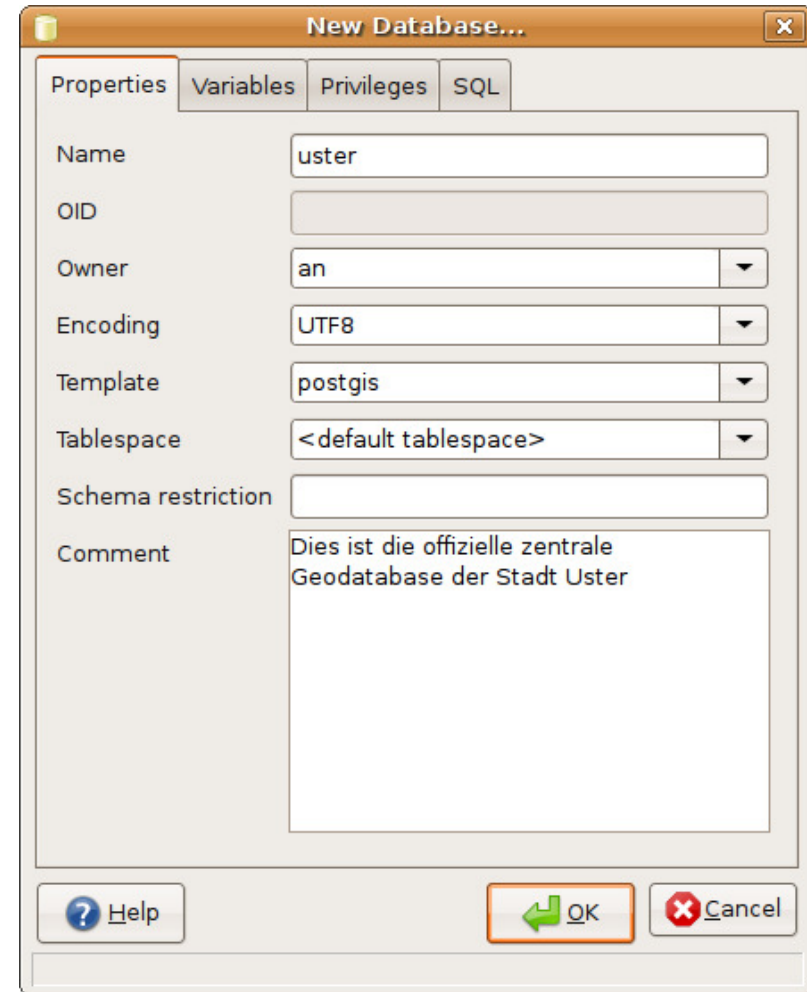 New Database...
Properties Variables Privileges SQL
Name uster
OID
Owner an
Encoding UTF8
Template postgis
Tablespace <default tablespace>
Schema restriction
Comment Dies ist die offizielle zentrale
Geodatabase der Stadt Uster
Help OK Cancel